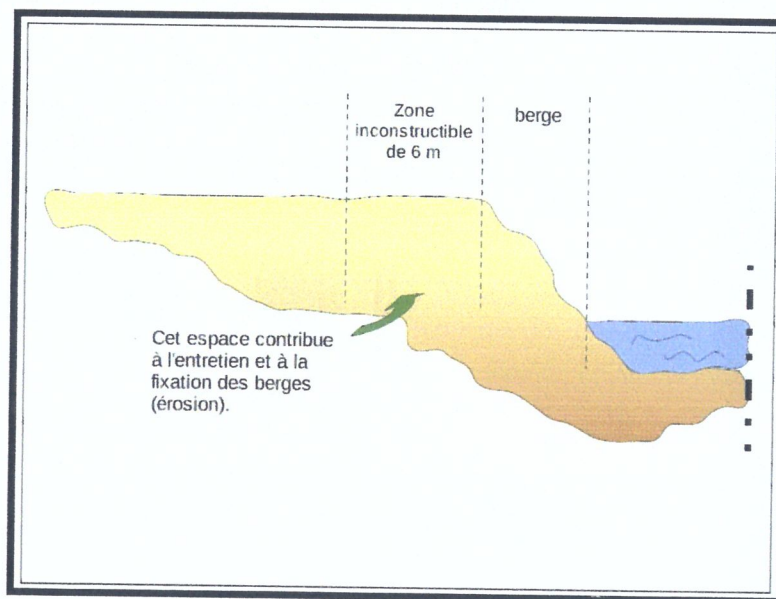 Zone
inconstructible
de 6 m
berge
Cet espace contribue
à l'entretien et à la
fixation des berges
(érosion).